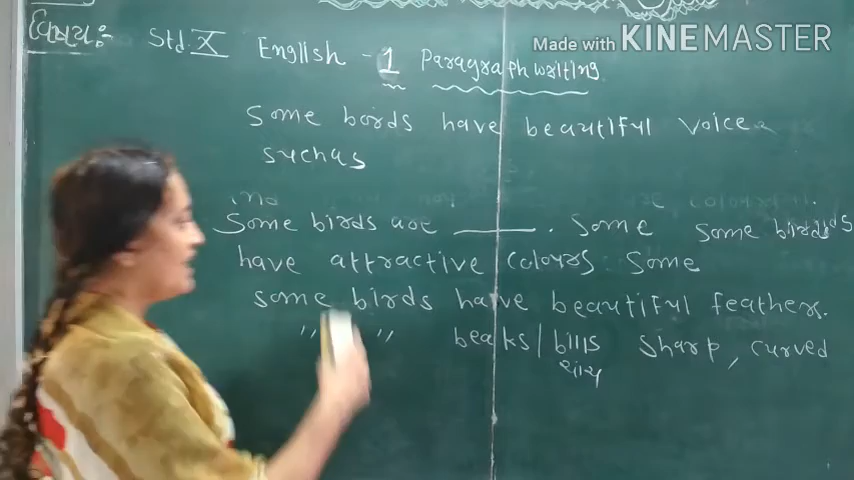 વિષય:-
Std. X English - 1 Paragraph writing
Made with KINEMASTER
Some birds have beautiful voice
such as
Some birds are ———. Some some birds
have attractive colours. Some
some birds have beautiful feathers.
" " beaks/bills sharp, curved
ચાંચ